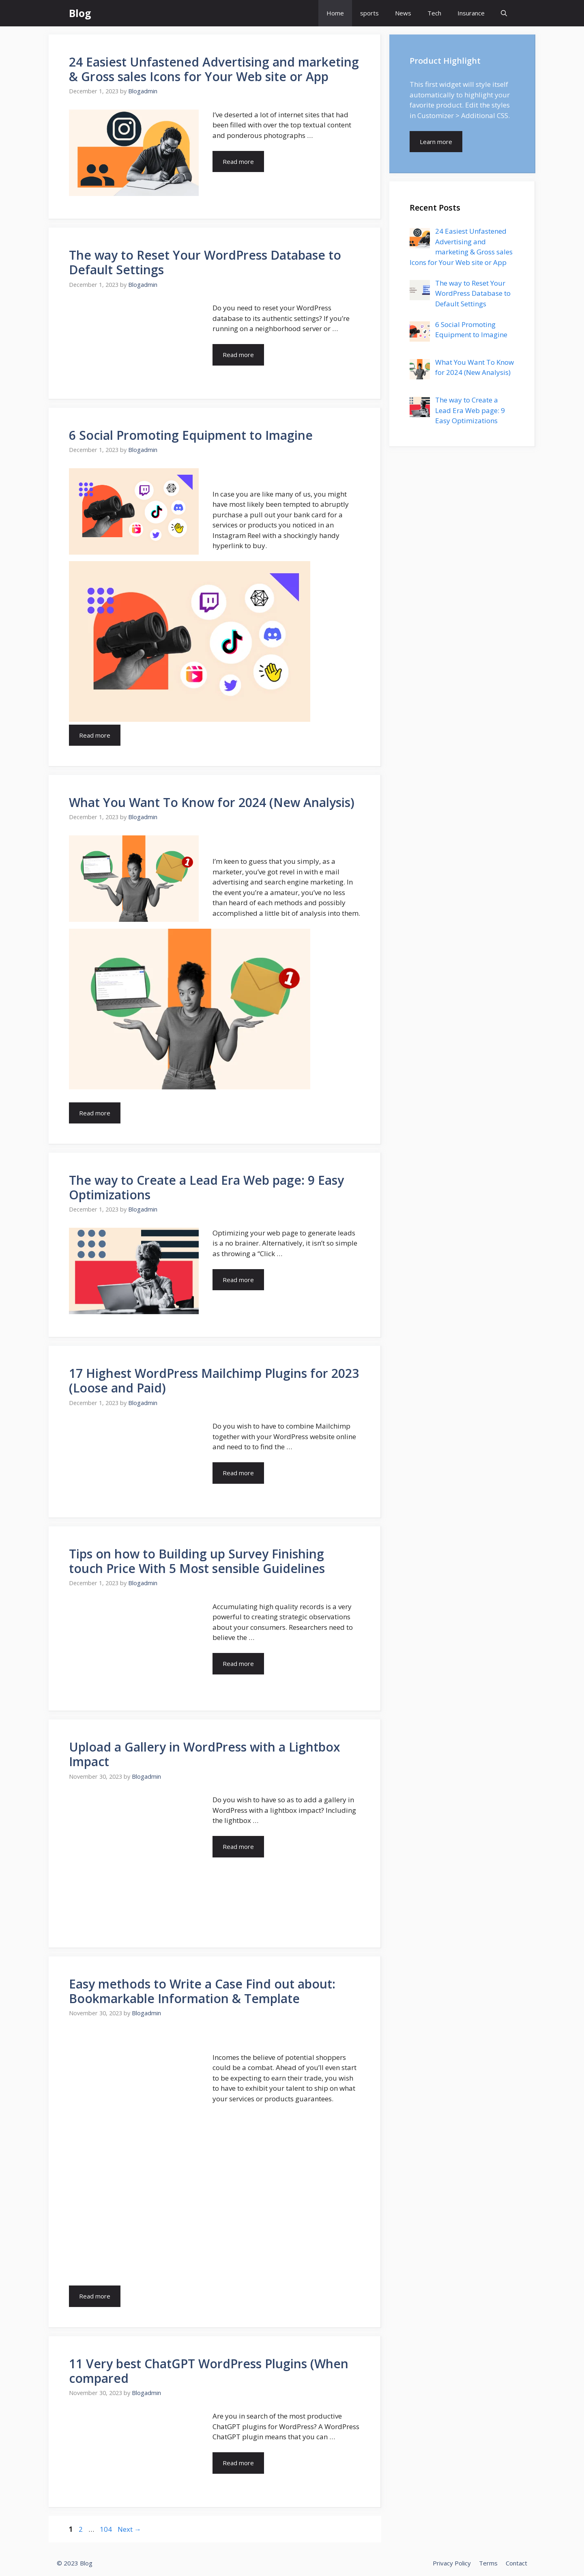 Blog
Home
sports
News
Tech
Insurance
24 Easiest Unfastened Advertising and marketing
& Gross sales Icons for Your Web site or App
December 1, 2023 by Blogadmin
I've deserted a lot of internet sites that had
been filled with over the top textual content
and ponderous photographs ...
Read more
The way to Reset Your WordPress Database to
Default Settings
December 1, 2023 by Blogadmin
Do you need to reset your WordPress
database to its authentic settings? If you're
running on a neighborhood server or ...
Read more
6 Social Promoting Equipment to Imagine
December 1, 2023 by Blogadmin
In case you are like many of us, you might
have most likely been tempted to abruptly
purchase a pull out your bank card for a
services or products you noticed in an
Instagram Reel with a shockingly handy
hyperlink to buy.
Read more
What You Want To Know for 2024 (New Analysis)
December 1, 2023 by Blogadmin
1
I'm keen to guess that you simply, as a
marketer, you've got revel in with e mail
advertising and search engine marketing. In
the event you're a amateur, you've no less
than heard of each methods and possibly
accomplished a little bit of analysis into them.
1
Read more
The way to Create a Lead Era Web page: 9 Easy
Optimizations
December 1, 2023 by Blogadmin
Optimizing your web page to generate leads
is a no brainer. Alternatively, it isn't so simple
as throwing a "Click ...
Read more
17 Highest WordPress Mailchimp Plugins for 2023
(Loose and Paid)
December 1, 2023 by Blogadmin
Do you wish to have to combine Mailchimp
together with your WordPress website online
and need to to find the ...
Read more
Tips on how to Building up Survey Finishing
touch Price With 5 Most sensible Guidelines
December 1, 2023 by Blogadmin
Accumulating high quality records is a very
powerful to creating strategic observations
about your consumers. Researchers need to
believe the ...
Read more
Upload a Gallery in WordPress with a Lightbox
Impact
November 30, 2023 by Blogadmin
Do you wish to have so as to add a gallery in
WordPress with a lightbox impact? Including
the lightbox ...
Read more
Easy methods to Write a Case Find out about:
Bookmarkable Information & Template
November 30, 2023 by Blogadmin
Incomes the believe of potential shoppers
could be a combat. Ahead of you'll even start
to be expecting to earn their trade, you wish
to have to exhibit your talent to ship on what
your services or products guarantees.
Read more
11 Very best ChatGPT WordPress Plugins (When
compared
November 30, 2023 by Blogadmin
Are you in search of the most productive
ChatGPT plugins for WordPress? A WordPress
ChatGPT plugin means that you can ...
Read more
1 2 … 104 Next →
Product Highlight
This first widget will style itself
automatically to highlight your
favorite product. Edit the styles
in Customizer > Additional CSS.
Learn more
Recent Posts
24 Easiest Unfastened
Advertising and
marketing & Gross sales
Icons for Your Web site or App
The way to Reset Your
WordPress Database to
Default Settings
6 Social Promoting
Equipment to Imagine
What You Want To Know
for 2024 (New Analysis)
The way to Create a
Lead Era Web page: 9
Easy Optimizations
© 2023 Blog
Privacy Policy
Terms
Contact